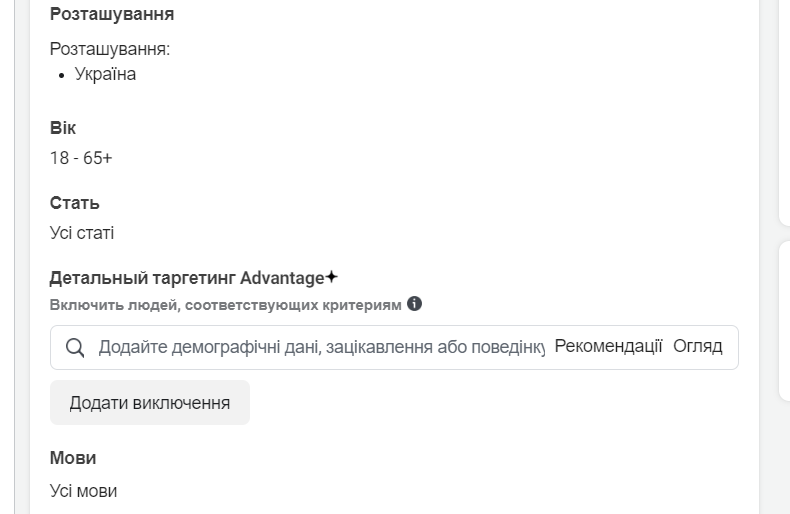 Розташування
Розташування:
• Україна
Вік
18 - 65+
Стать
Усі статі
Детальный таргетинг Advantage+
Включить людей, соответствующих критериям
Додайте демографічні дані, зацікавлення або поведінку Рекомендації Огляд
Додати виключення
Мови
Усі мови